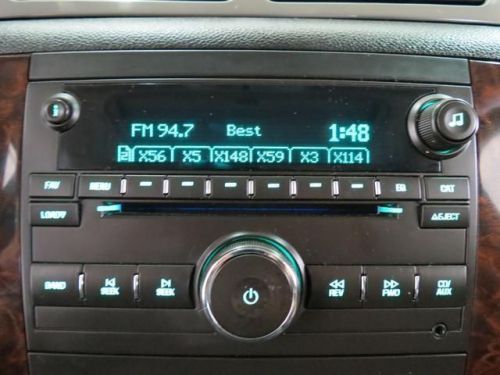 FM 94.7 Best 1:48
2 X56 X5 X148 X59 X3 X114
FAV MENU EQ CAT
LOAD EJECT
BAND SEEK SEEK REV FWD CD/AUX